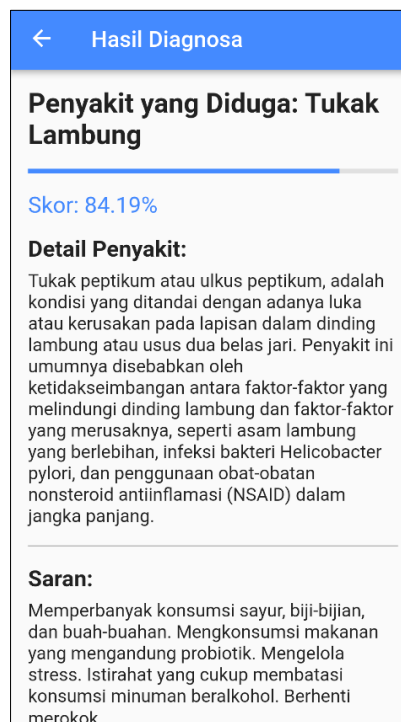 Hasil Diagnosa
Penyakit yang Diduga: Tukak
Lambung
Skor: 84.19%
Detail Penyakit:
Tukak peptikum atau ulkus peptikum, adalah
kondisi yang ditandai dengan adanya luka
atau kerusakan pada lapisan dalam dinding
lambung atau usus dua belas jari. Penyakit ini
umumnya disebabkan oleh
ketidakseimbangan antara faktor-faktor yang
melindungi dinding lambung dan faktor-faktor
yang merusaknya, seperti asam lambung
yang berlebihan, infeksi bakteri Helicobacter
pylori, dan penggunaan obat-obatan
nonsteroid antiinflamasi (NSAID) dalam
jangka panjang.
Saran:
Memperbanyak konsumsi sayur, biji-bijian,
dan buah-buahan. Mengkonsumsi makanan
yang mengandung probiotik. Mengelola
stress. Istirahat yang cukup membatasi
konsumsi minuman beralkohol. Berhenti
merokok